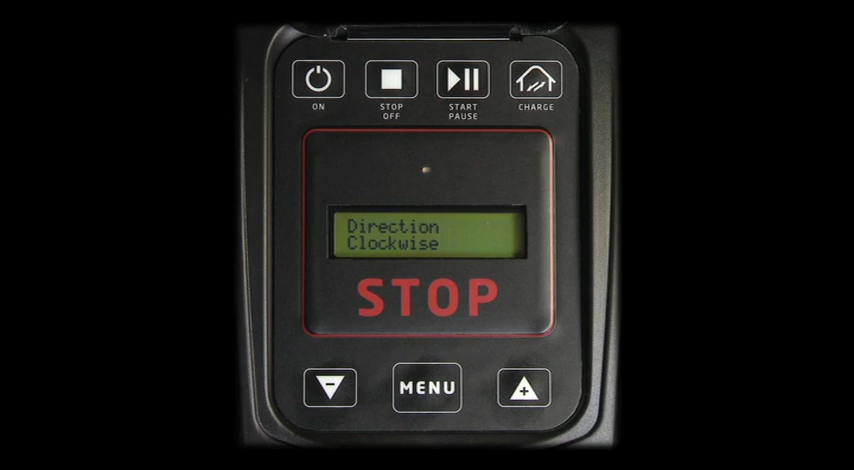 ON
STOP
OFF
START
PAUSE
CHARGE
Direction
Clockwise
STOP
MENU